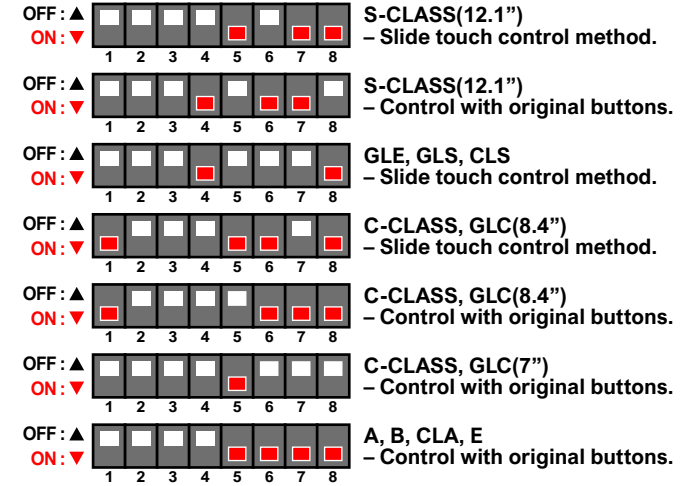 OFF : ▲ S-CLASS(12.1”)
ON : ▼ – Slide touch control method.
1 2 3 4 5 6 7 8
OFF : ▲ S-CLASS(12.1”)
ON : ▼ – Control with original buttons.
1 2 3 4 5 6 7 8
OFF : ▲ GLE, GLS, CLS
ON : ▼ – Slide touch control method.
1 2 3 4 5 6 7 8
OFF : ▲ C-CLASS, GLC(8.4”)
ON : ▼ – Slide touch control method.
1 2 3 4 5 6 7 8
OFF : ▲ C-CLASS, GLC(8.4”)
ON : ▼ – Control with original buttons.
1 2 3 4 5 6 7 8
OFF : ▲ C-CLASS, GLC(7”)
ON : ▼ – Control with original buttons.
1 2 3 4 5 6 7 8
OFF : ▲ A, B, CLA, E
ON : ▼ – Control with original buttons.
1 2 3 4 5 6 7 8